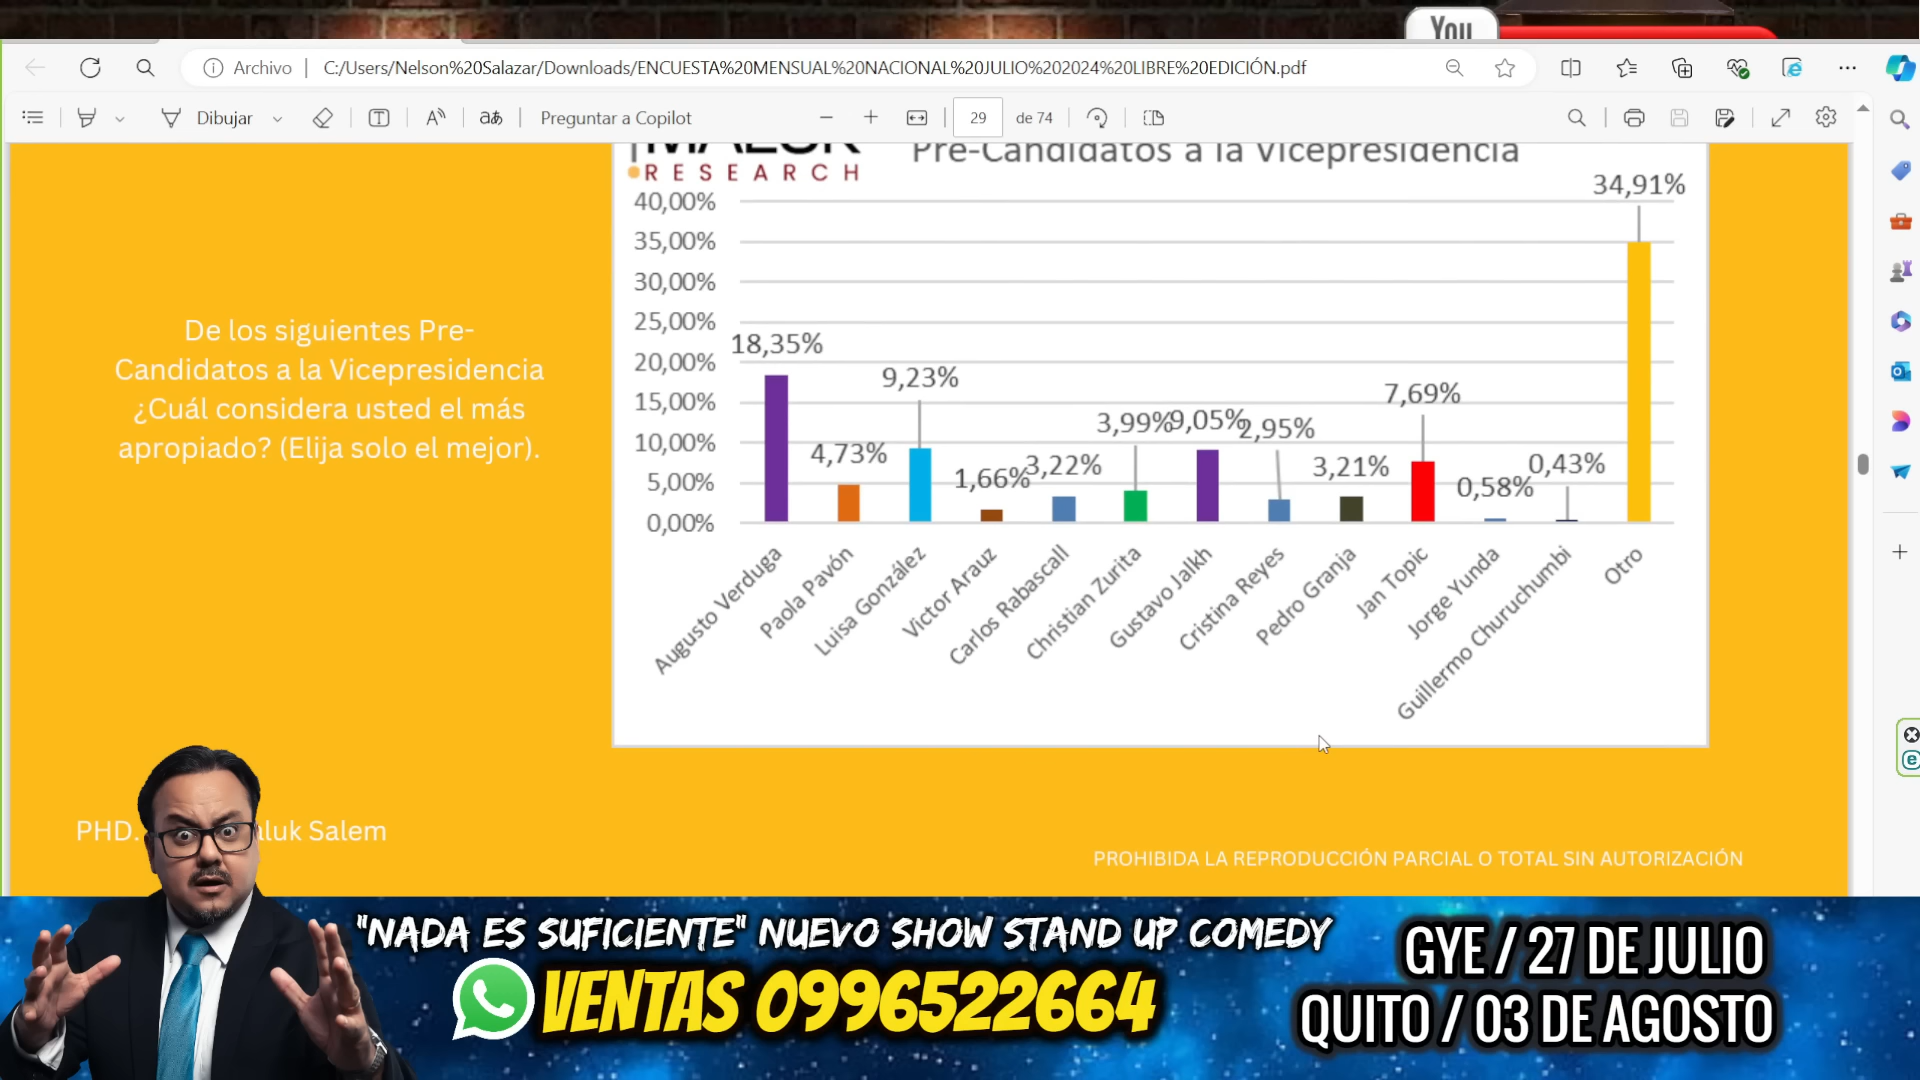 You
Archivo
C:/Users/Nelson%20Salazar/Downloads/ENCUESTA%20MENSUAL%20NACIONAL%20JULIO%202024%20LIBRE%20EDICIÓN.pdf
Dibujar
Preguntar a Copilot
29
de 74
MALUK
RESEARCH
Pre-Candidatos a la Vicepresidencia
40,00%
35,00%
30,00%
25,00%
20,00%
15,00%
10,00%
5,00%
0,00%
18,35%
4,73%
9,23%
1,66%
3,22%
3,99%
9,05%
2,95%
3,21%
7,69%
0,58%
0,43%
34,91%
Augusto Verduga
Paola Pavón
Luisa González
Victor Arauz
Carlos Rabascall
Christian Zurita
Gustavo Jalkh
Cristina Reyes
Pedro Granja
Jan Topic
Jorge Yunda
Guillermo Churuchumbi
Otro
De los siguientes Pre-
Candidatos a la Vicepresidencia
¿Cuál considera usted el más
apropiado? (Elija solo el mejor).
PHD. aluk Salem
PROHIBIDA LA REPRODUCCIÓN PARCIAL O TOTAL SIN AUTORIZACIÓN
"NADA ES SUFICIENTE" NUEVO SHOW STAND UP COMEDY
VENTAS 0996522664
GYE / 27 DE JULIO
QUITO / 03 DE AGOSTO